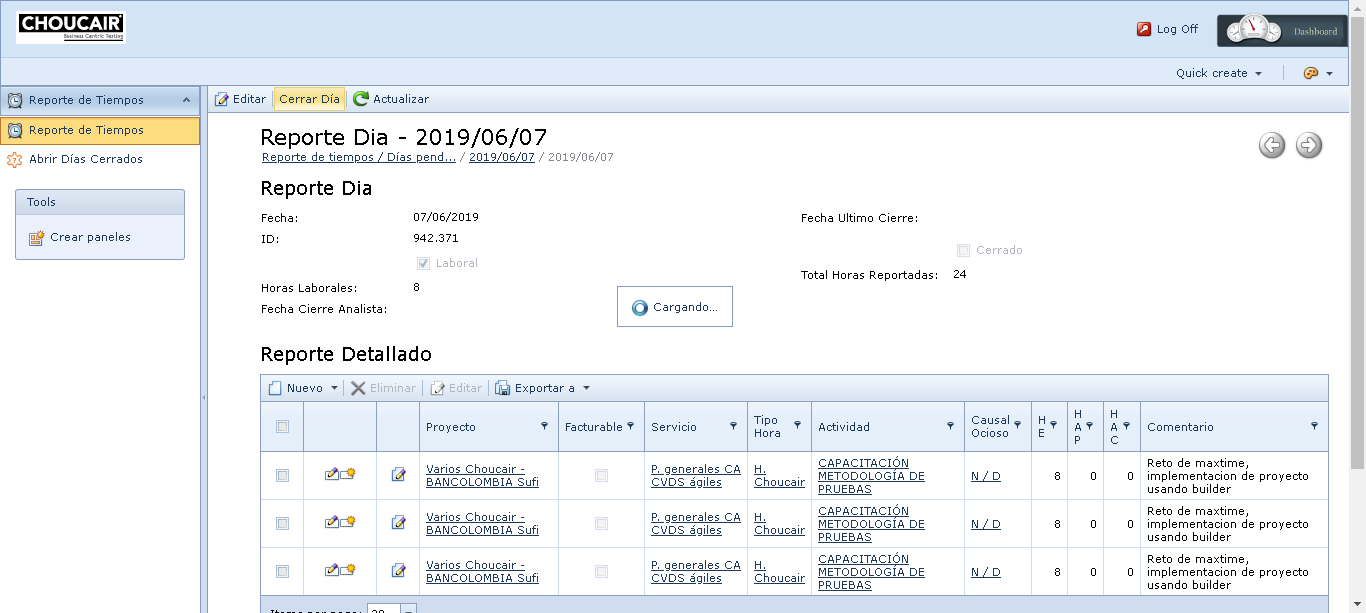 CHOUCAIR
Business Centric Testing
Log Off
Dashboard
Quick create
Reporte de Tiempos
Reporte de Tiempos
Abrir Días Cerrados
Tools
Crear paneles
Editar Cerrar Día Actualizar
Reporte Dia - 2019/06/07
Reporte de tiempos / Días pend... / 2019/06/07 / 2019/06/07
Reporte Dia
Fecha: 07/06/2019 Fecha Ultimo Cierre:
ID: 942.371
Cerrado
Laboral
Total Horas Reportadas: 24
Horas Laborales: 8
Fecha Cierre Analista:
Cargando...
Reporte Detallado
Nuevo Eliminar Editar Exportar a
Proyecto Facturable Servicio Tipo Hora Actividad Causal Ocioso H E H A P H A C Comentario
Varios Choucair - BANCOLOMBIA Sufi P. generales CA CVDS ágiles H. Choucair CAPACITACIÓN METODOLOGÍA DE PRUEBAS N / D 8 0 0 Reto de maxtime, implementacion de proyecto usando builder
Varios Choucair - BANCOLOMBIA Sufi P. generales CA CVDS ágiles H. Choucair CAPACITACIÓN METODOLOGÍA DE PRUEBAS N / D 8 0 0 Reto de maxtime, implementacion de proyecto usando builder
Varios Choucair - BANCOLOMBIA Sufi P. generales CA CVDS ágiles H. Choucair CAPACITACIÓN METODOLOGÍA DE PRUEBAS N / D 8 0 0 Reto de maxtime, implementacion de proyecto usando builder
Items per page: 20